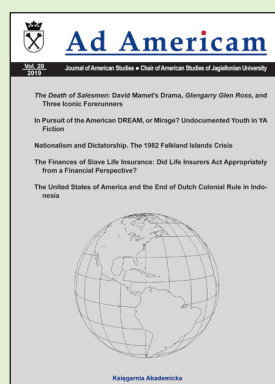 Ad Americam
Vol. 20
2019
Journal of American Studies ● Chair of American Studies of Jagiellonian University
The Death of Salesmen: David Mamet's Drama, Glengarry Glen Ross, and
Three Iconic Forerunners
In Pursuit of the American DREAM, or Mirage? Undocumented Youth in YA
Fiction
Nationalism and Dictatorship. The 1982 Falkland Islands Crisis
The Finances of Slave Life Insurance: Did Life Insurers Act Appropriately
from a Financial Perspective?
The United States of America and the End of Dutch Colonial Rule in Indo-
nesia
Księgarnia Akademicka